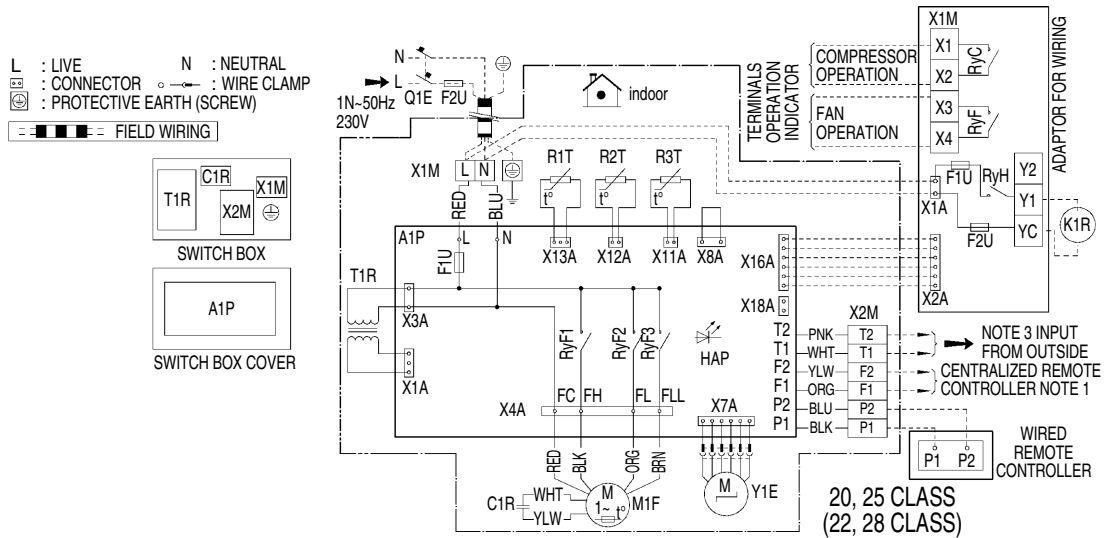 L : LIVE N : NEUTRAL
: CONNECTOR : WIRE CLAMP
: PROTECTIVE EARTH (SCREW)
FIELD WIRING
T1R
C1R
X2M
X1M
SWITCH BOX
A1P
SWITCH BOX COVER
N
L
Q1E F2U
1N~50Hz
230V
indoor
X1M
L N
RED
BLU
R1T
R2T
R3T
t°
t°
t°
A1P
L
N
F1U
X13A
X12A
X11A
X8A
X16A
X18A
T1R
X3A
X1A
RyF1
RyF2
RyF3
HAP
X4A
FC
FH
FL
FLL
X7A
T2
T1
F2
F1
P2
P1
PNK
WHT
YLW
ORG
BLU
BLK
X2M
T2
T1
F2
F1
P2
P1
RED
BLK
ORG
BRN
C1R
WHT
YLW
M
1~ t°
M1F
M
Y1E
TERMINALS
OPERATION
INDICATOR
COMPRESSOR
OPERATION
FAN
OPERATION
X1M
X1
X2
X3
X4
RyC
RyF
ADAPTOR FOR WIRING
F1U
RyH
X1A
F2U
Y2
Y1
YC
K1R
X2A
NOTE 3 INPUT
FROM OUTSIDE
CENTRALIZED REMOTE
CONTROLLER NOTE 1
P1 P2
WIRED
REMOTE
CONTROLLER
20, 25 CLASS
(22, 28 CLASS)